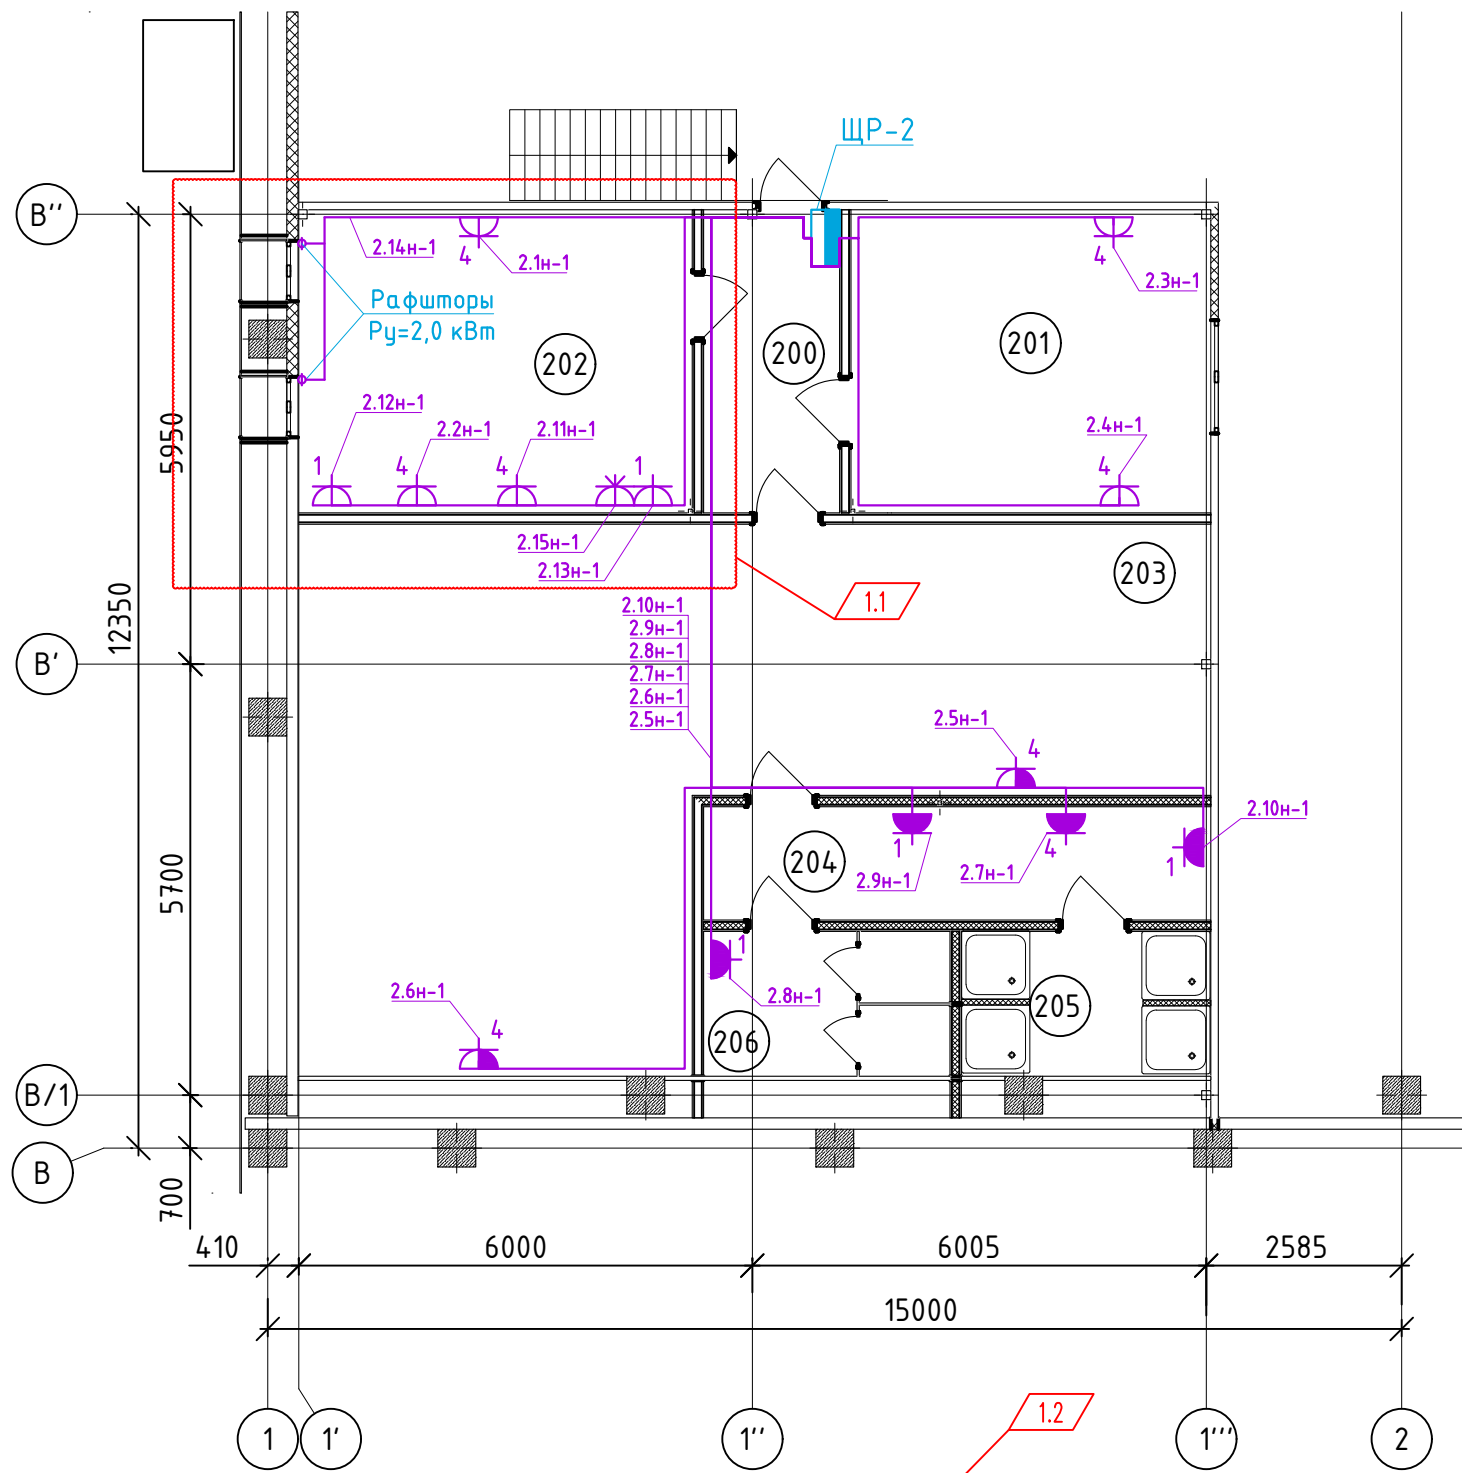 ЩР-2
В''
2.14н-1
4
2.1н-1
4
2.3н-1
Рафшторы
Ру=2,0 кВт
202
200
201
5950
2.12н-1
2.2н-1
2.11н-1
2.4н-1
1
4
4
1
4
2.15н-1
2.13н-1
203
1.1
12350
2.10н-1
2.9н-1
2.8н-1
2.7н-1
2.6н-1
2.5н-1
В'
2.5н-1
4
2.10н-1
1
4
1
204
2.9н-1
2.7н-1
5700
1
2.6н-1
2.8н-1
205
4
206
В/1
В
700
410
6000
6005
2585
15000
1.2
1
1'
1''
1'''
2